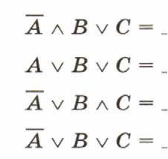 A̅ ∧ B ∨ C = _
A ∨ B ∨ C = _
A̅ ∨ B ∧ C = _
A̅ ∨ B ∨ C = _